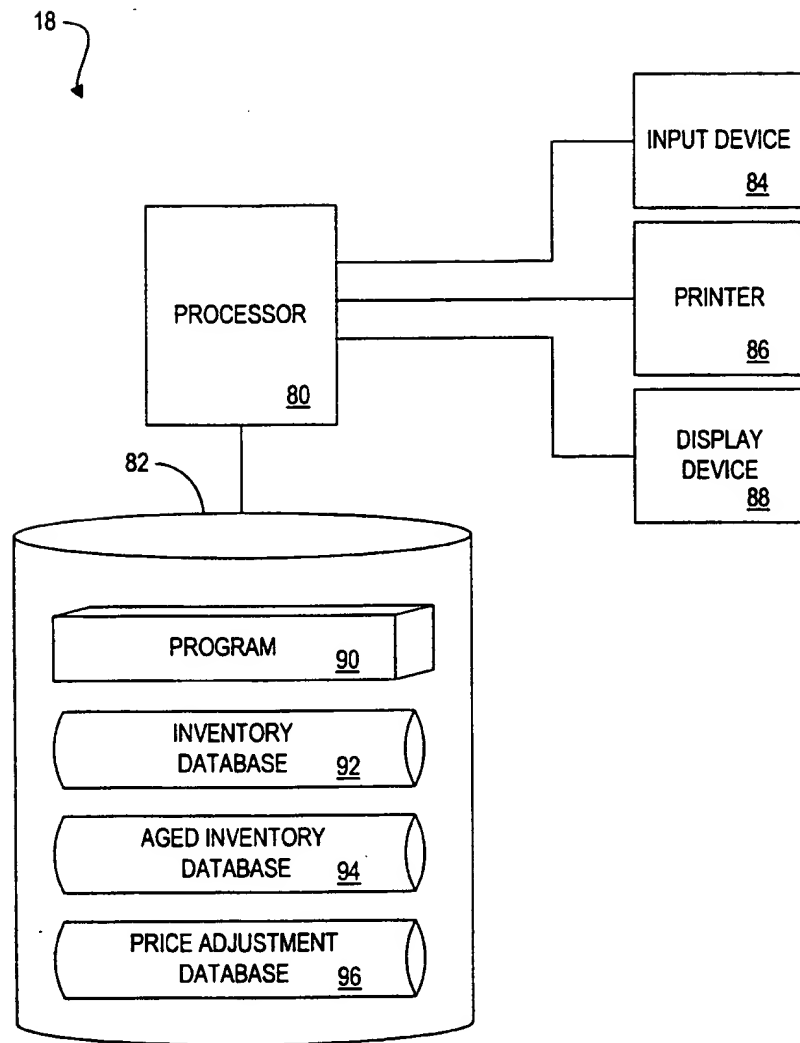 18
INPUT DEVICE
84
PROCESSOR
80
PRINTER
86
DISPLAY
DEVICE
88
82
PROGRAM
90
INVENTORY
DATABASE
92
AGED INVENTORY
DATABASE
94
PRICE ADJUSTMENT
DATABASE
96